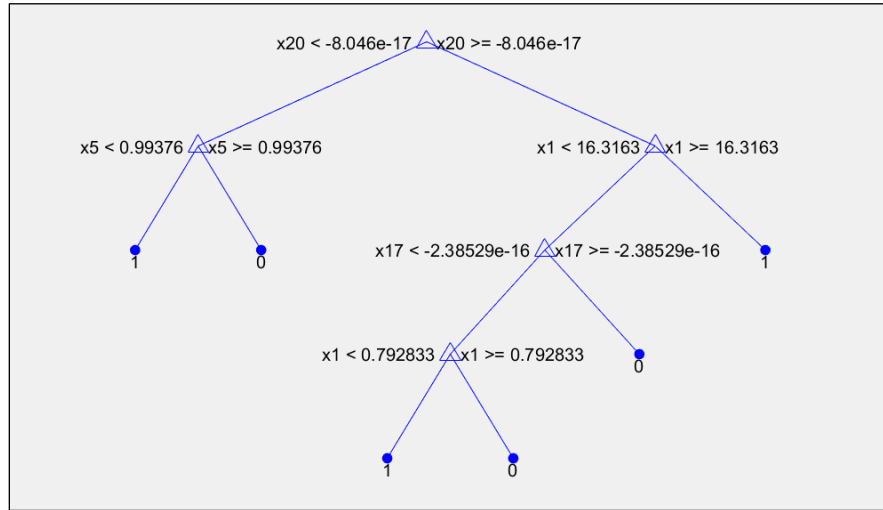 x20 < -8.046e-17 x20 >= -8.046e-17
x5 < 0.99376 x5 >= 0.99376
x1 < 16.3163 x1 >= 16.3163
1
0
x17 < -2.38529e-16 x17 >= -2.38529e-16
1
x1 < 0.792833 x1 >= 0.792833
0
1
0